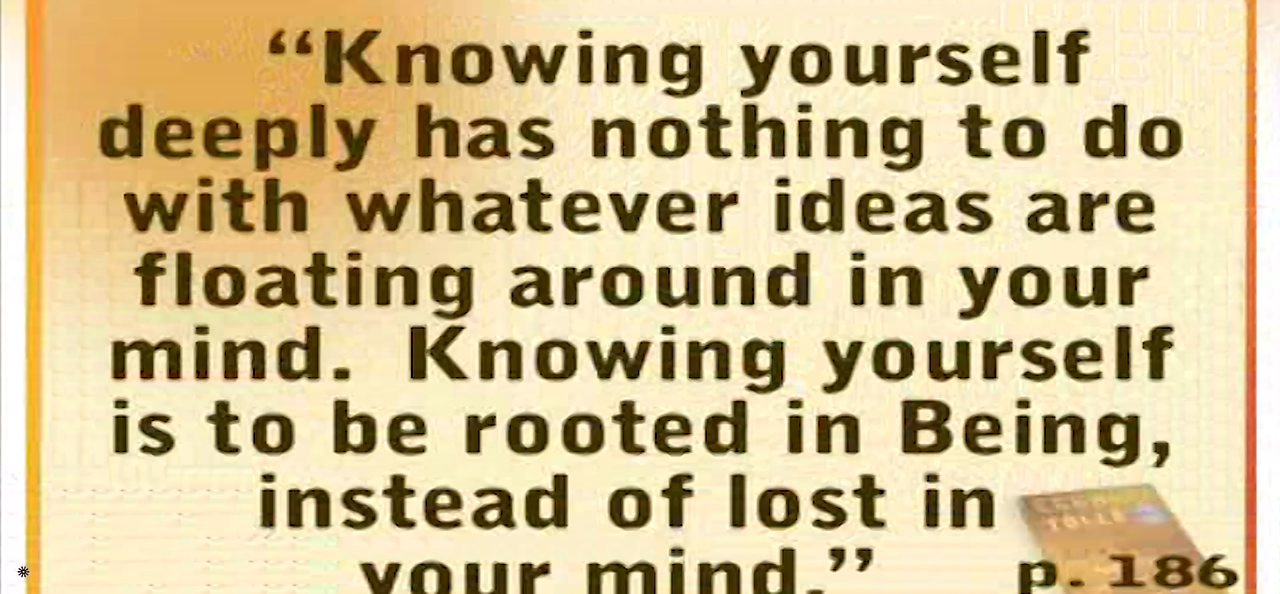 “Knowing yourself
deeply has nothing to do
with whatever ideas are
floating around in your
mind. Knowing yourself
is to be rooted in Being,
instead of lost in
your mind.”
TOLLE
p. 186